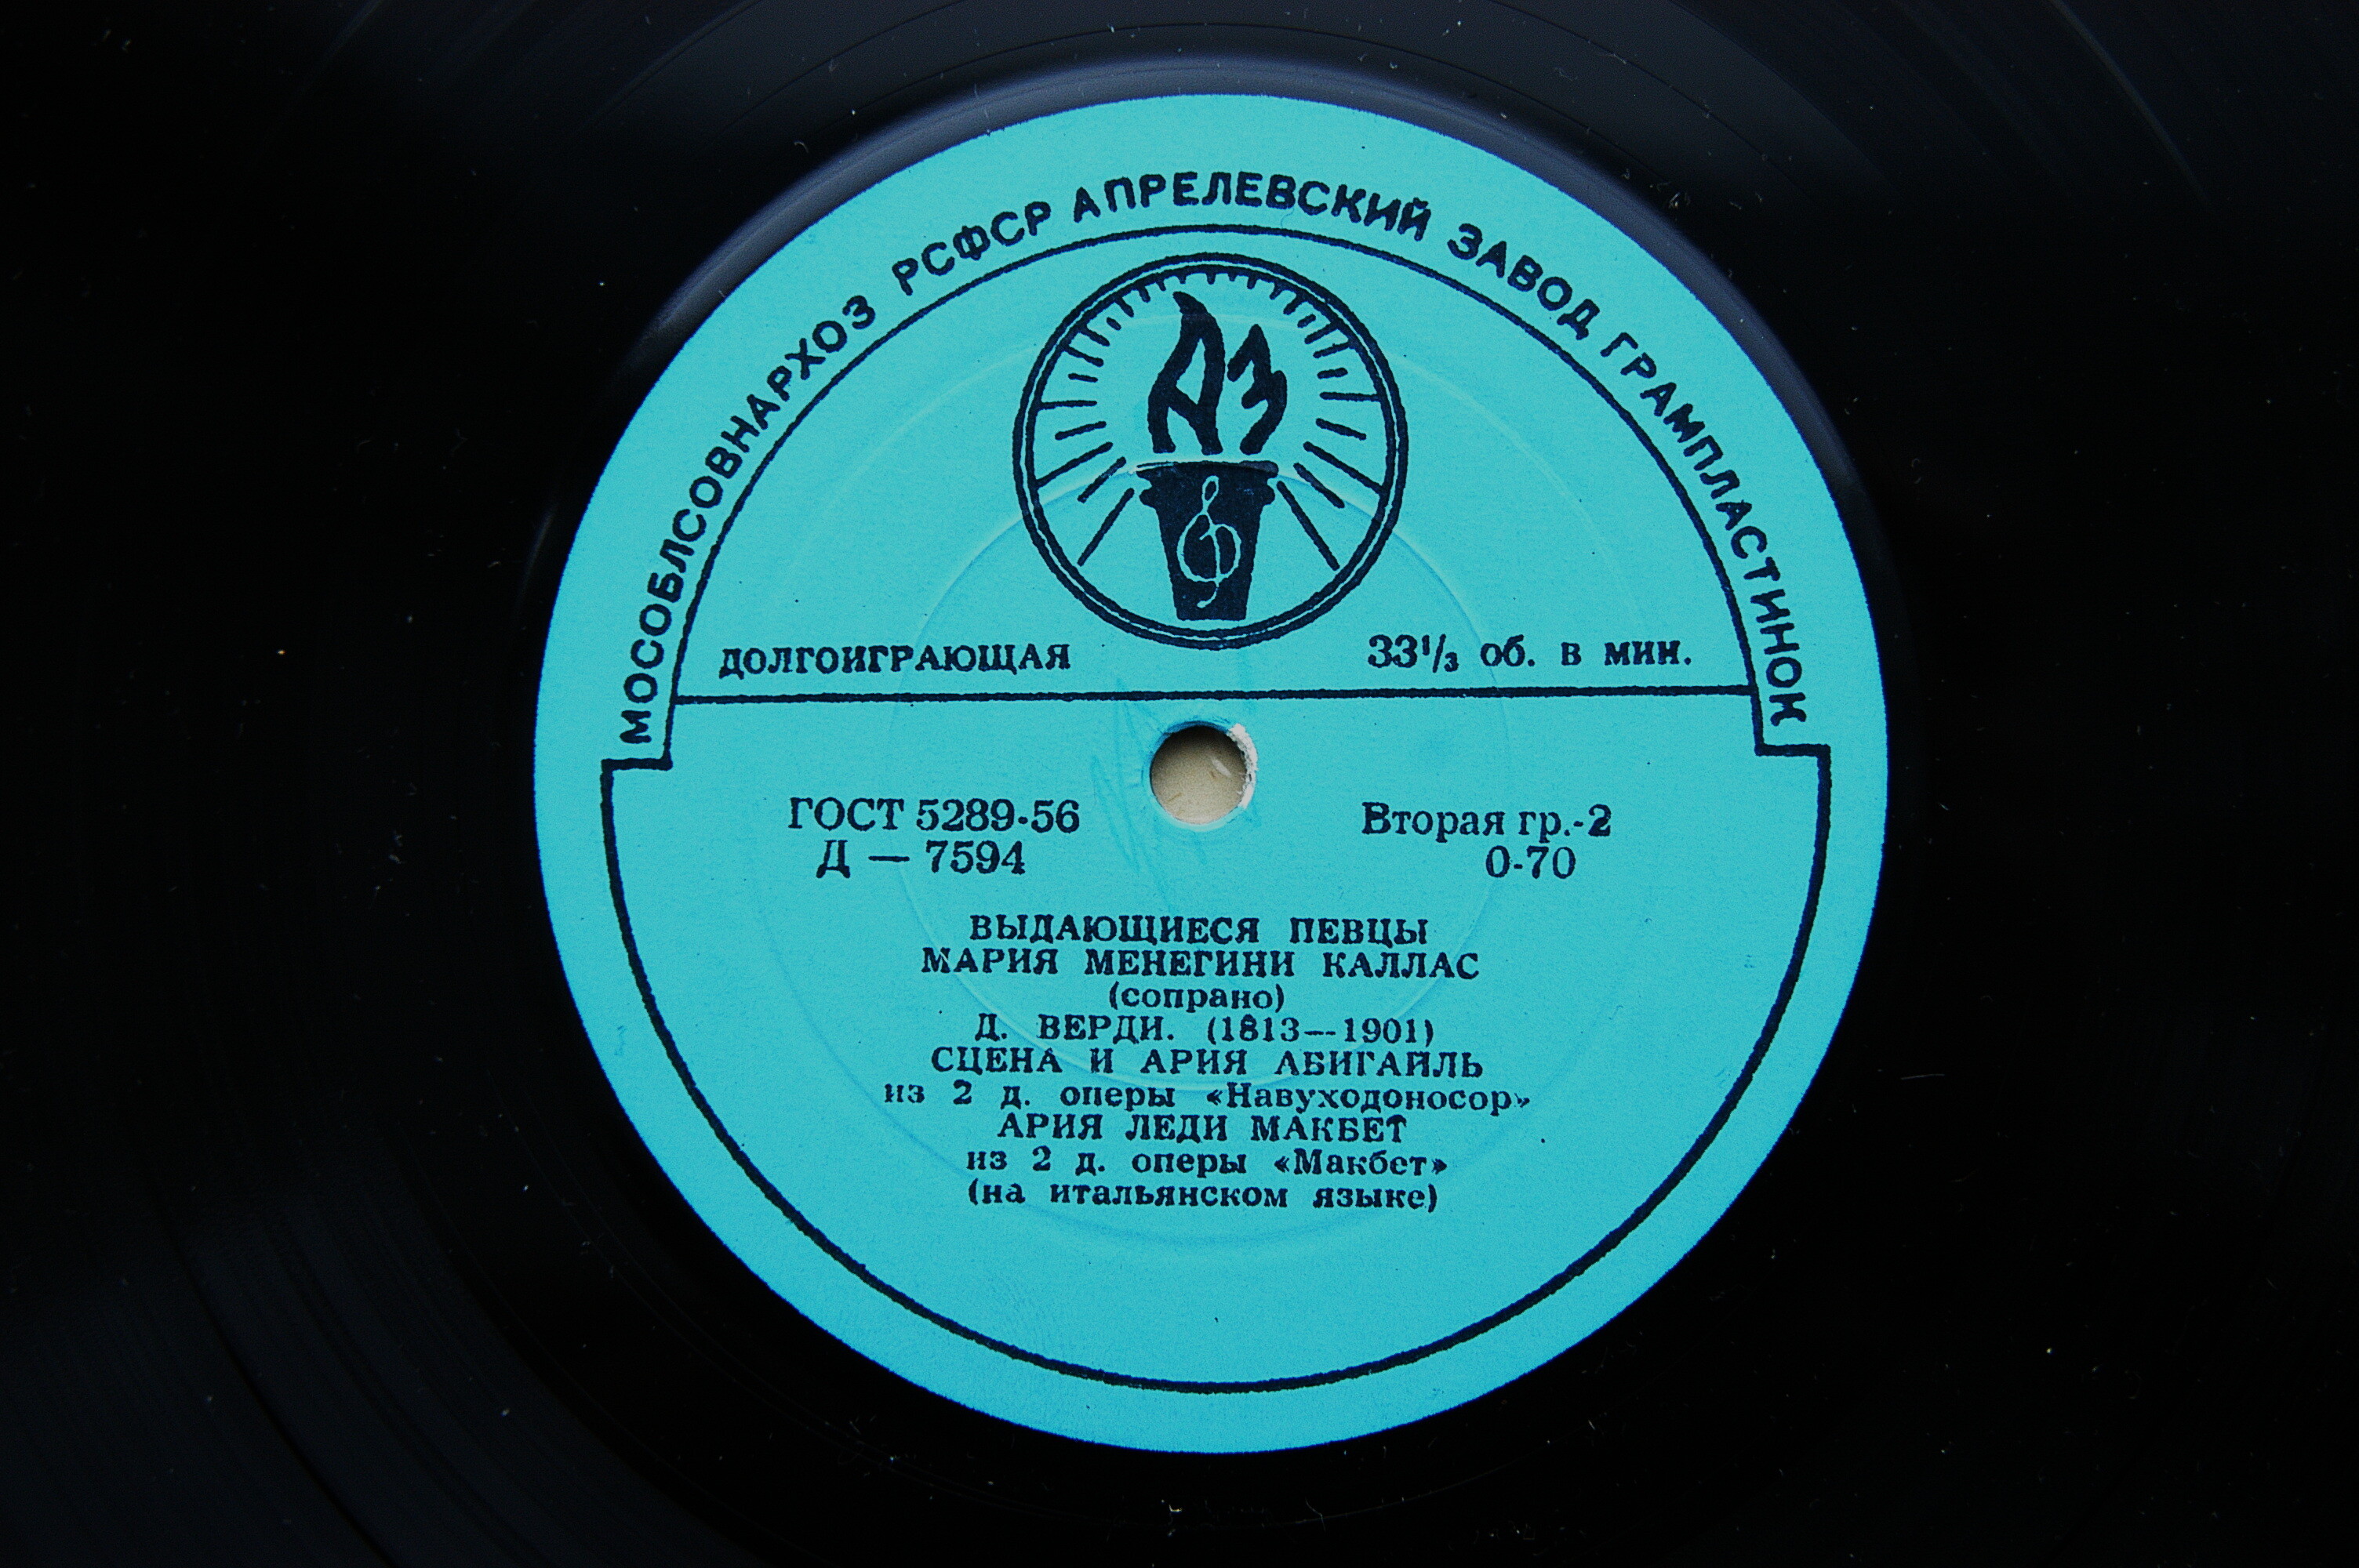 МОСОБЛСОВНАРХОЗ РСФСР АПРЕЛЕВСКИЙ ЗАВОД ГРАМПЛАСТИНОК
АЗ
ДОЛГОИГРАЮЩАЯ 33⅓ об. в мин.
ГОСТ 5289-56 Вторая гр.-2
Д — 7594 0-70
ВЫДАЮЩИЕСЯ ПЕВЦЫ
МАРИЯ МЕНЕГИНИ КАЛЛАС
(сопрано)
Д. ВЕРДИ. (1813—1901)
СЦЕНА И АРИЯ АБИГАИЛЬ
из 2 д. оперы «Навуходоносор»
АРИЯ ЛЕДИ МАКБЕТ
из 2 д. оперы «Макбет»
(на итальянском языке)